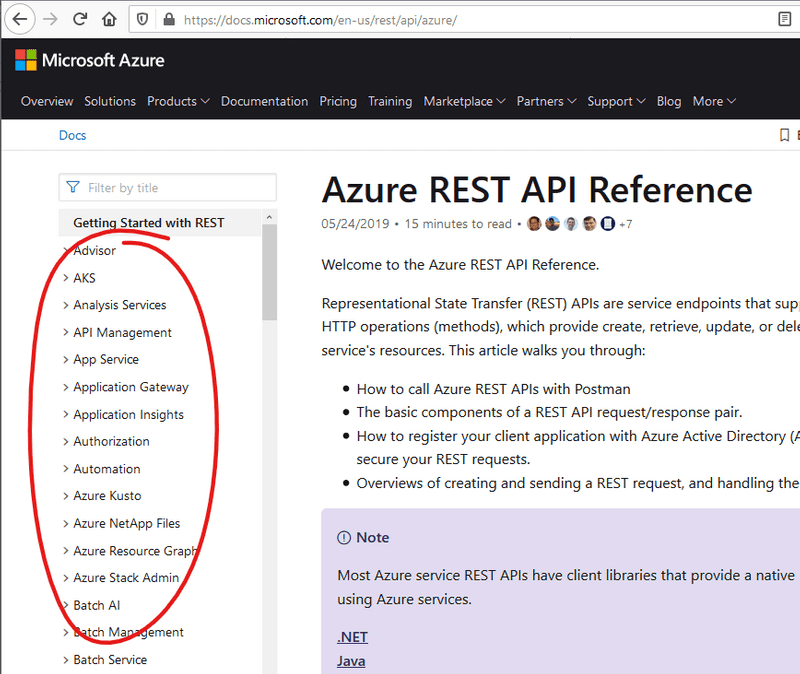 https://docs.microsoft.com/en-us/rest/api/azure/
Microsoft Azure
Overview Solutions Products Documentation Pricing Training Marketplace Partners Support Blog More
Docs
Filter by title
Getting Started with REST
Advisor
AKS
Analysis Services
API Management
App Service
Application Gateway
Application Insights
Authorization
Automation
Azure Kusto
Azure NetApp Files
Azure Resource Graph
Azure Stack Admin
Batch AI
Batch Management
Batch Service
Azure REST API Reference
05/24/2019 • 15 minutes to read • +7
Welcome to the Azure REST API Reference.
Representational State Transfer (REST) APIs are service endpoints that sup
HTTP operations (methods), which provide create, retrieve, update, or dele
service's resources. This article walks you through:
• How to call Azure REST APIs with Postman
• The basic components of a REST API request/response pair.
• How to register your client application with Azure Active Directory (A
secure your REST requests.
• Overviews of creating and sending a REST request, and handling the
Note
Most Azure service REST APIs have client libraries that provide a native
using Azure services.
.NET
Java